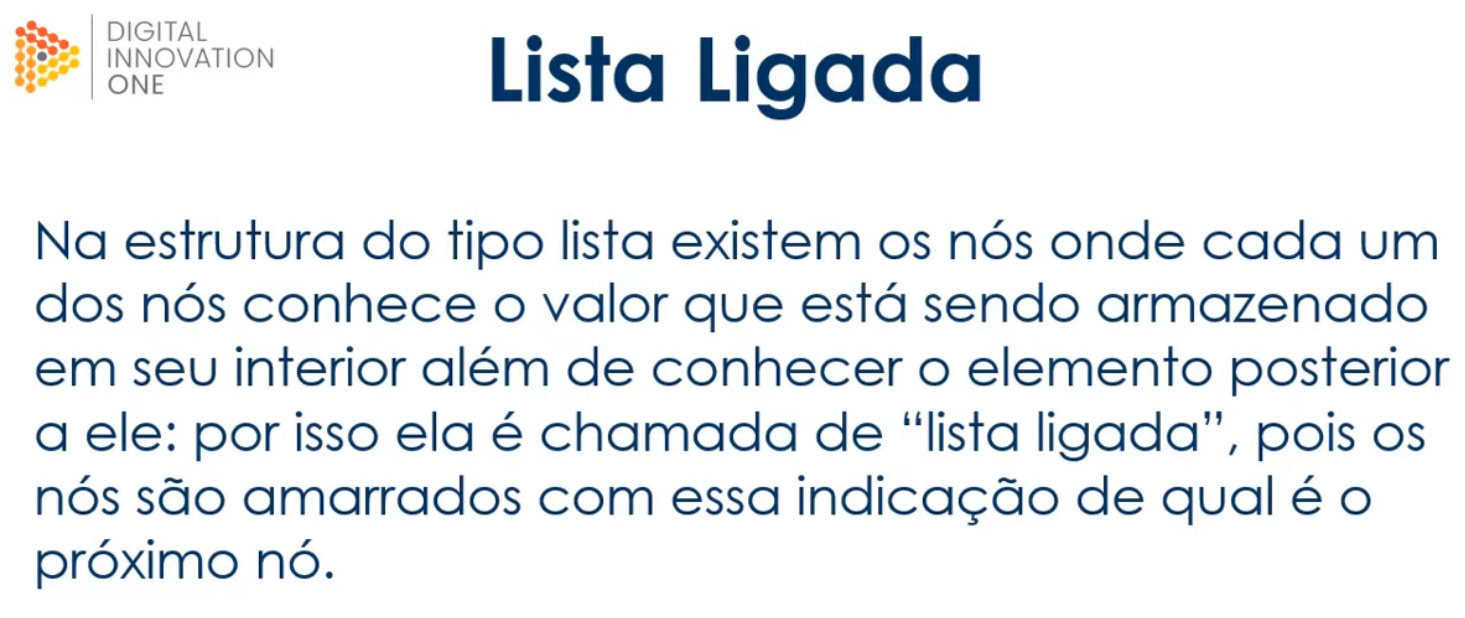 DIGITAL
INNOVATION
ONE
Lista Ligada
Na estrutura do tipo lista existem os nós onde cada um
dos nós conhece o valor que está sendo armazenado
em seu interior além de conhecer o elemento posterior
a ele: por isso ela é chamada de “lista ligada”, pois os
nós são amarrados com essa indicação de qual é o
próximo nó.